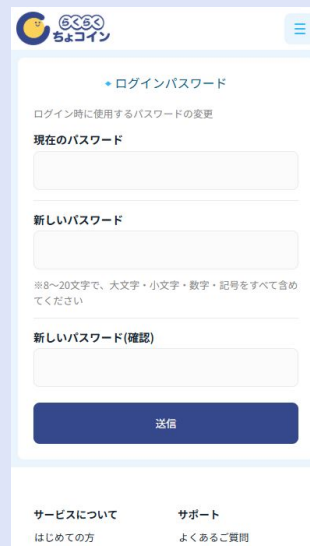 らくらく
ちょコイン
ログインパスワード
ログイン時に使用するパスワードの変更
現在のパスワード
新しいパスワード
※8〜20文字で、大文字・小文字・数字・記号をすべて含め
てください
新しいパスワード(確認)
送信
サービスについて
サポート
はじめての方
よくあるご質問